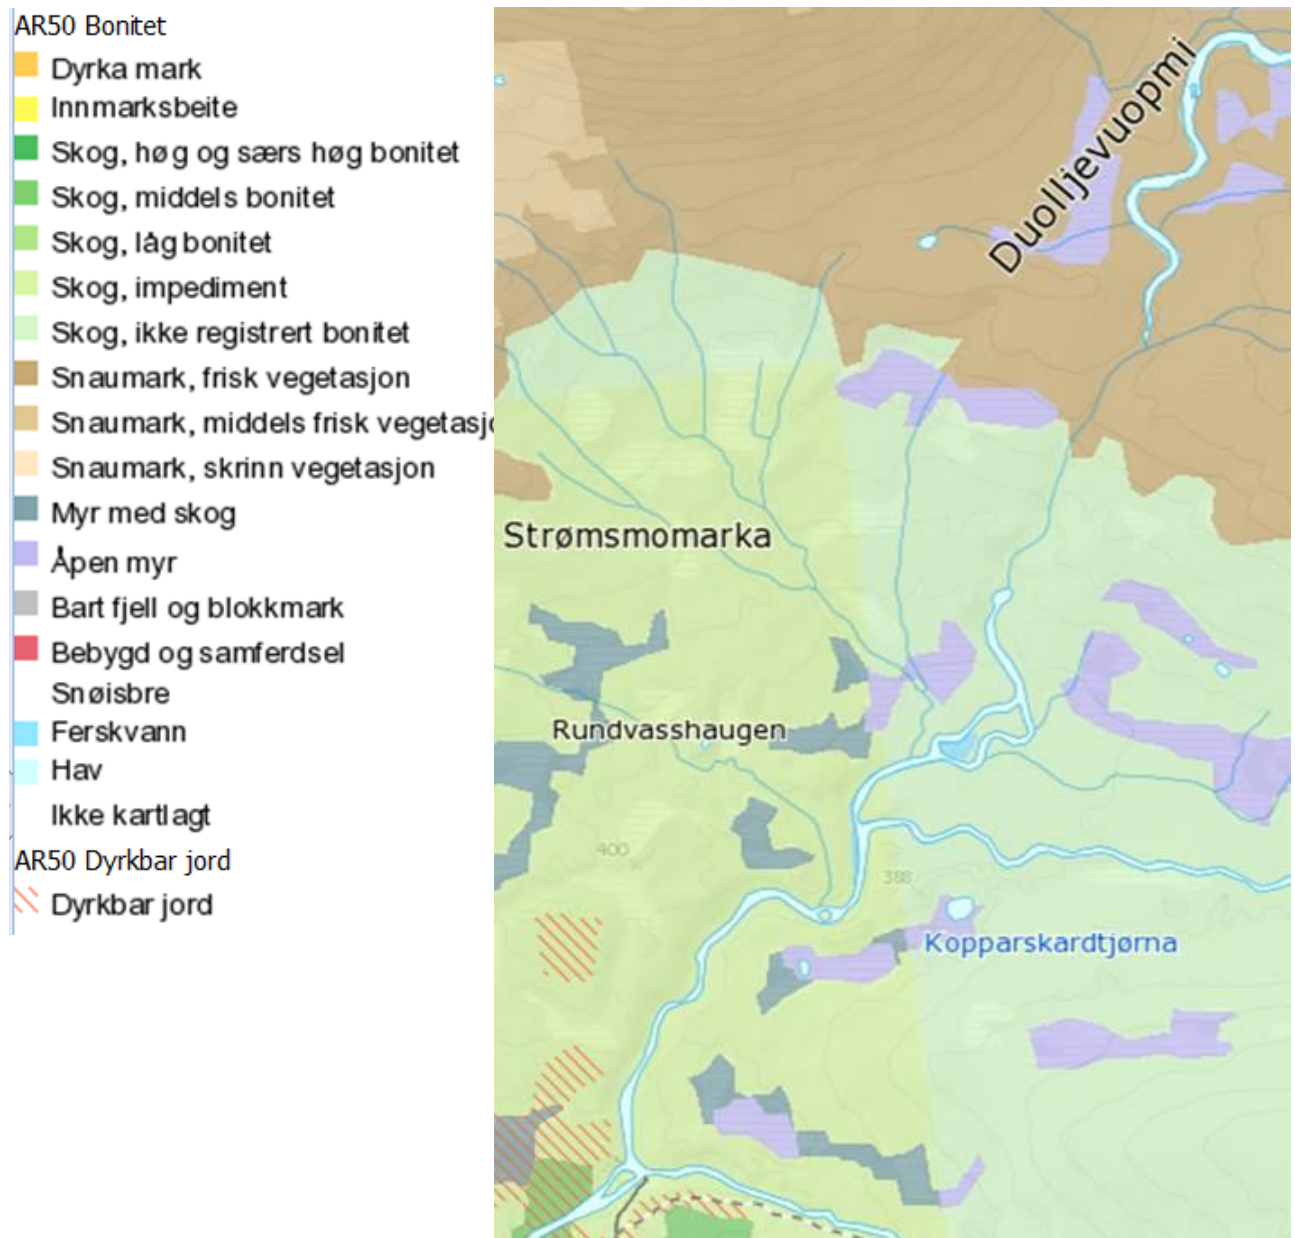 AR50 Bonitet
Dyrka mark
Innmarksbeite
Skog, høg og særs høg bonitet
Skog, middels bonitet
Skog, låg bonitet
Skog, impediment
Skog, ikke registrert bonitet
Snaumark, frisk vegetasjon
Snaumark, middels frisk vegetasj
Snaumark, skrinn vegetasjon
Myr med skog
Åpen myr
Bart fjell og blokkmark
Bebygd og samferdsel
Snøisbre
Ferskvann
Hav
Ikke kartlagt
AR50 Dyrkbar jord
Dyrkbar jord
Duolljevuopmi
Strømsmomarka
Rundvasshaugen
400
388
Kopparskardtjørna